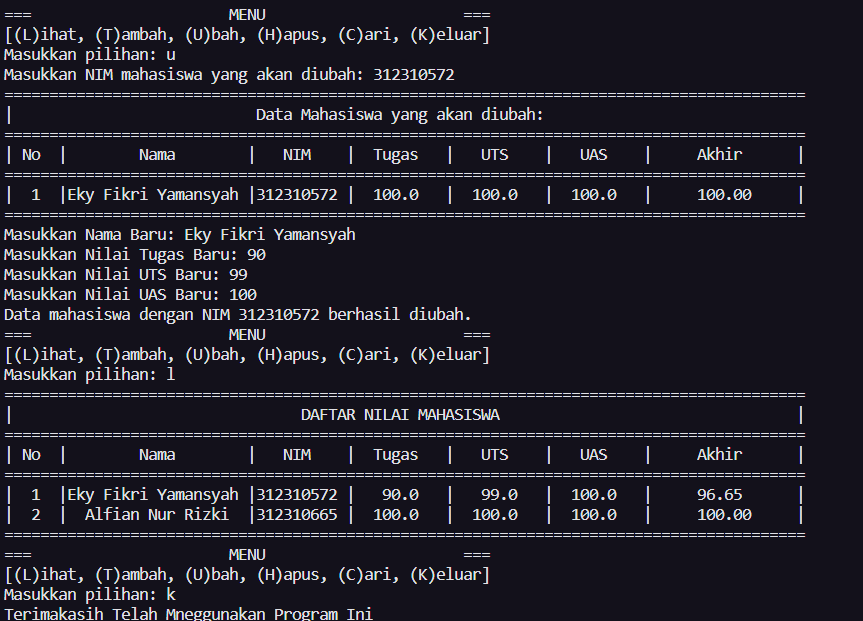 ===                      MENU                      ===
[(L)ihat, (T)ambah, (U)bah, (H)apus, (C)ari, (K)eluar]
Masukkan pilihan: u
Masukkan NIM mahasiswa yang akan diubah: 312310572
=========================================================================================
|                           Data Mahasiswa yang akan diubah:
=========================================================================================
| No  |        Nama        |   NIM    |  Tugas   |   UTS    |   UAS    |     Akhir      |
=========================================================================================
|  1  |Eky Fikri Yamansyah |312310572 |  100.0   |  100.0   |  100.0   |     100.00     |
=========================================================================================
Masukkan Nama Baru: Eky Fikri Yamansyah
Masukkan Nilai Tugas Baru: 90
Masukkan Nilai UTS Baru: 99
Masukkan Nilai UAS Baru: 100
Data mahasiswa dengan NIM 312310572 berhasil diubah.
===                      MENU                      ===
[(L)ihat, (T)ambah, (U)bah, (H)apus, (C)ari, (K)eluar]
Masukkan pilihan: l
=========================================================================================
|                                DAFTAR NILAI MAHASISWA                                 |
=========================================================================================
| No  |        Nama        |   NIM    |  Tugas   |   UTS    |   UAS    |     Akhir      |
=========================================================================================
|  1  |Eky Fikri Yamansyah |312310572 |   90.0   |   99.0   |  100.0   |     96.65      |
|  2  |  Alfian Nur Rizki  |312310665 |  100.0   |  100.0   |  100.0   |     100.00     |
=========================================================================================
===                      MENU                      ===
[(L)ihat, (T)ambah, (U)bah, (H)apus, (C)ari, (K)eluar]
Masukkan pilihan: k
Terimakasih Telah Mneggunakan Program Ini